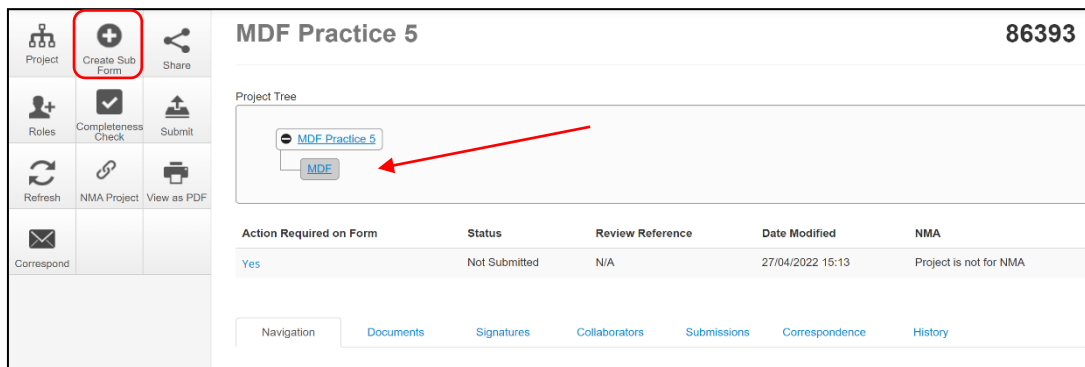 Project
Create Sub
Form
Share
Roles
Completeness
Check
Submit
Refresh
NMA Project
View as PDF
Correspond
MDF Practice 5
86393
Project Tree
MDF Practice 5
MDF
Action Required on Form Status Review Reference Date Modified NMA
Yes Not Submitted N/A 27/04/2022 15:13 Project is not for NMA
Navigation Documents Signatures Collaborators Submissions Correspondence History